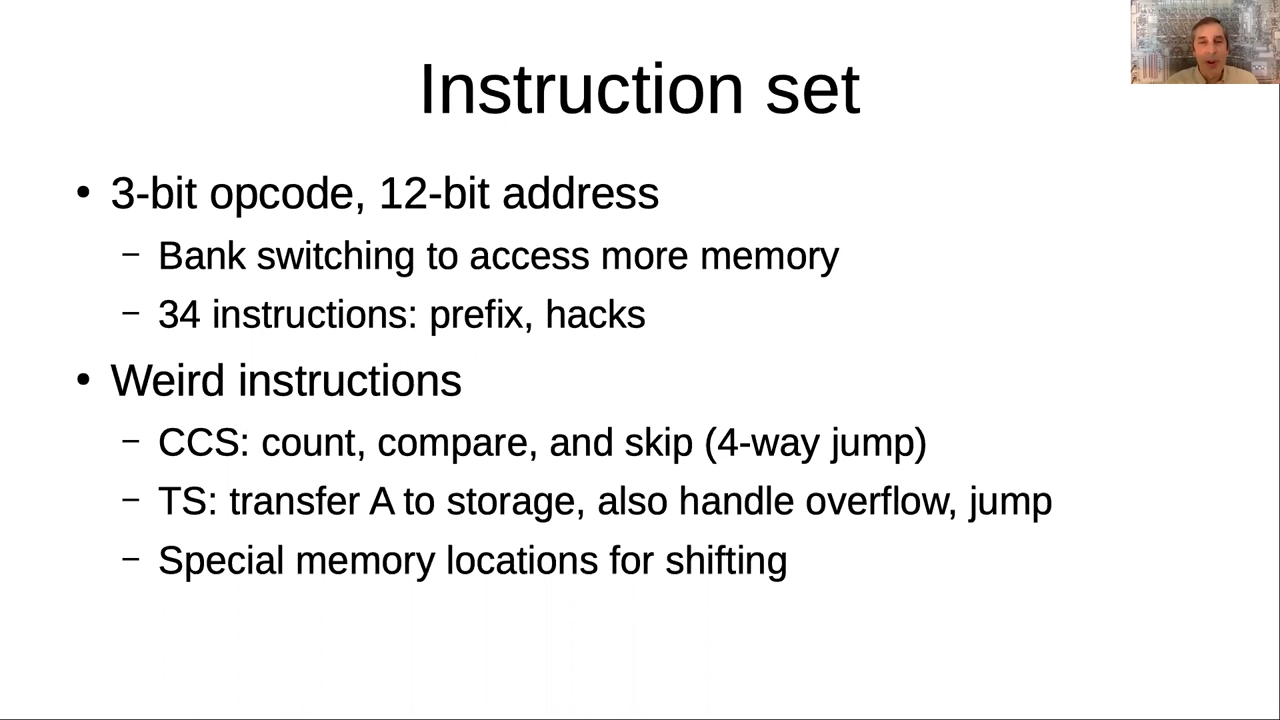 Instruction set
• 3-bit opcode, 12-bit address
– Bank switching to access more memory
– 34 instructions: prefix, hacks
• Weird instructions
– CCS: count, compare, and skip (4-way jump)
– TS: transfer A to storage, also handle overflow, jump
– Special memory locations for shifting